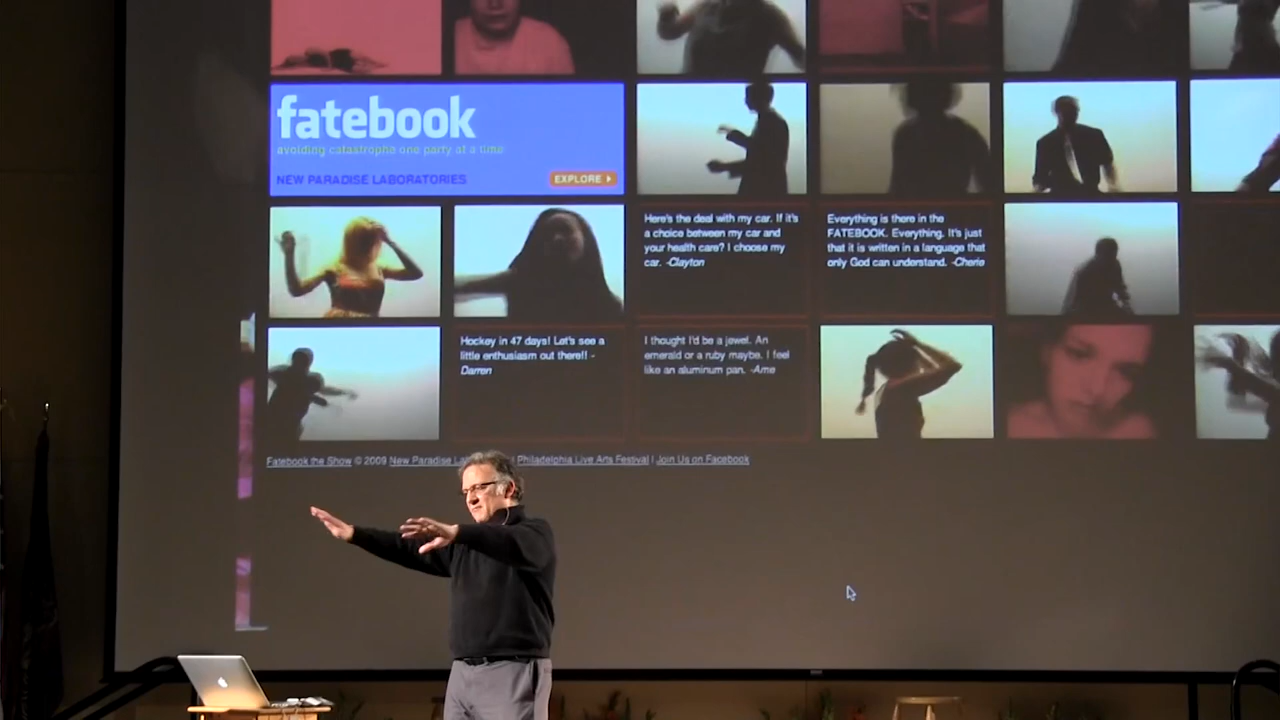 fatebook
avoiding catastrophe one party at a time
NEW PARADISE LABORATORIES
EXPLORE
Here's the deal with my car. If it's
a choice between my car and
your health care? I choose my
car. -Clayton
Everything is there in the
FATEBOOK. Everything. It's just
that it is written in a language that
only God can understand. -Cherie
Hockey in 47 days! Let's see a
little enthusiasm out there!! -
Darren
I thought I'd be a jewel. An
emerald or a ruby maybe. I feel
like an aluminum pan. -Ame
Fatebook the Show © 2009 New Paradise | Philadelphia Live Arts Festival | Join Us on Facebook